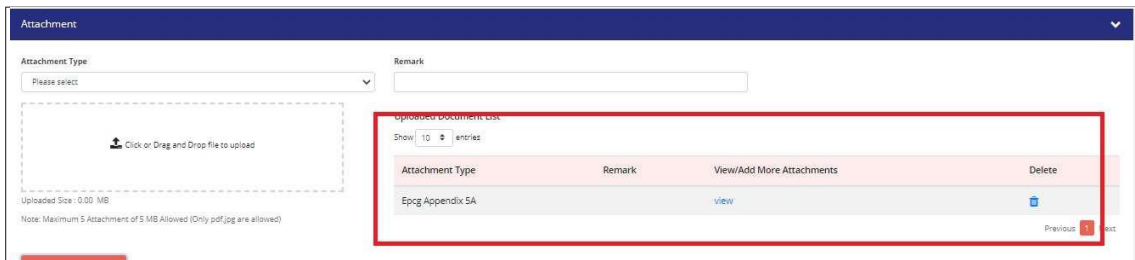 Attachment
Attachment Type
Remark
Please select
Click or Drag and Drop file to upload
Uploaded Size : 0.00 MB
Note: Maximum 5 Attachment of 5 MB Allowed (Only pdf,jpg are allowed)
Uploaded Document List
Show 10 entries
Attachment Type Remark View/Add More Attachments Delete
Epcg Appendix 5A view
Previous 1 Next